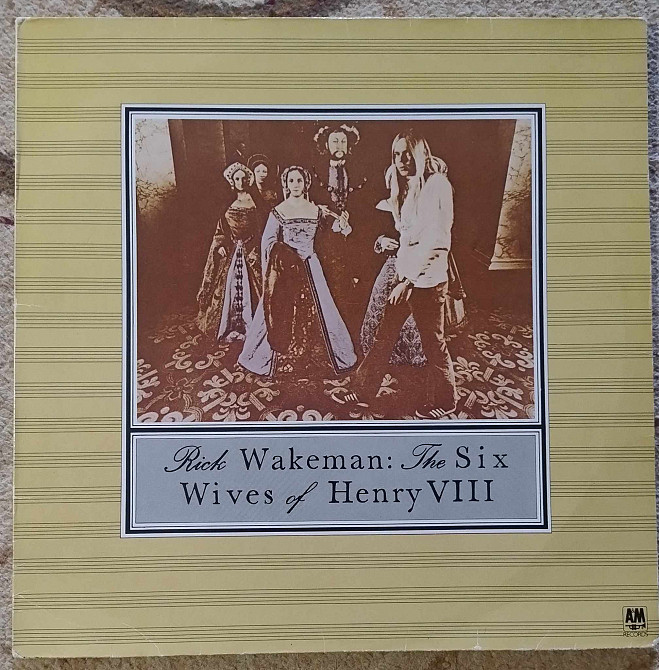 Rick Wakeman: The Six
Wives of Henry VIII
A&M
RECORDS